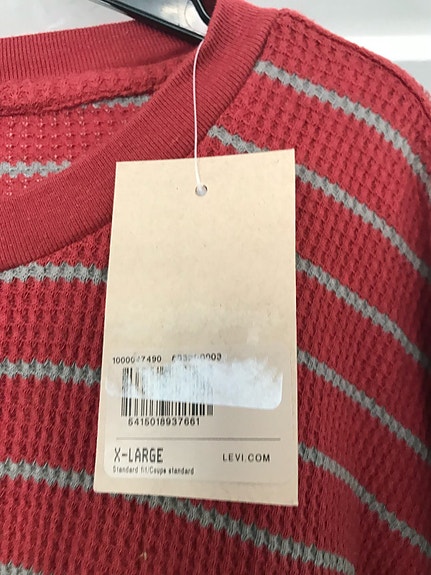 5415018937661
X-LARGE LEVI.COM
Standard fit/Coupe standard